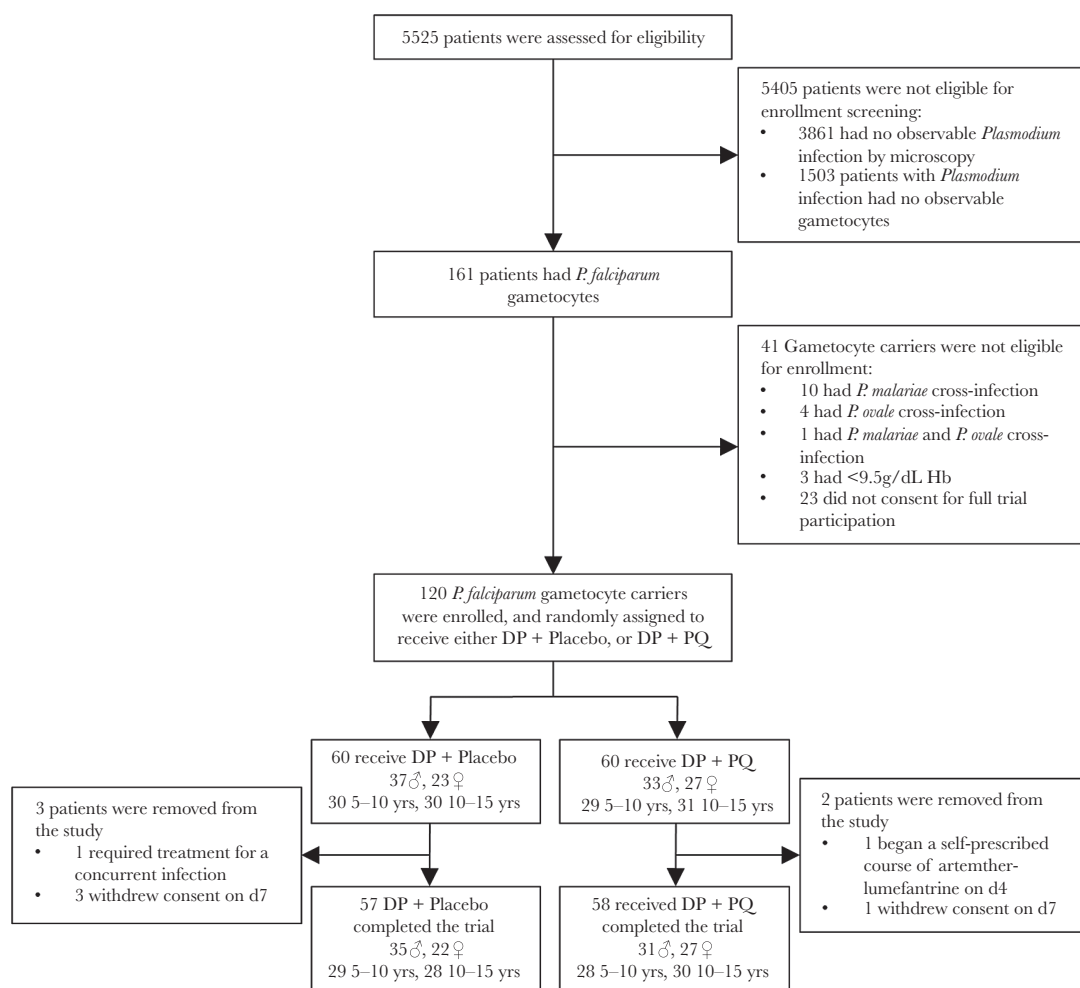 5525 patients were assessed for eligibility
5405 patients were not eligible for
enrollment screening:
• 3861 had no observable Plasmodium
infection by microscopy
• 1503 patients with Plasmodium
infection had no observable
gametocytes
161 patients had P. falciparum
gametocytes
41 Gametocyte carriers were not eligible
for enrollment:
• 10 had P. malariae cross-infection
• 4 had P. ovale cross-infection
• 1 had P. malariae and P. ovale cross-
infection
• 3 had <9.5g/dL Hb
• 23 did not consent for full trial
participation
120 P. falciparum gametocyte carriers
were enrolled, and randomly assigned to
receive either DP + Placebo, or DP + PQ
60 receive DP + Placebo
37♂, 23♀
30 5–10 yrs, 30 10–15 yrs
60 receive DP + PQ
33♂, 27♀
29 5–10 yrs, 31 10–15 yrs
3 patients were removed from
the study
• 1 required treatment for a
concurrent infection
• 3 withdrew consent on d7
2 patients were removed from
the study
• 1 began a self-prescribed
course of artemther-
lumefantrine on d4
• 1 withdrew consent on d7
57 DP + Placebo
completed the trial
35♂, 22♀
29 5–10 yrs, 28 10–15 yrs
58 received DP + PQ
completed the trial
31♂, 27♀
28 5–10 yrs, 30 10–15 yrs